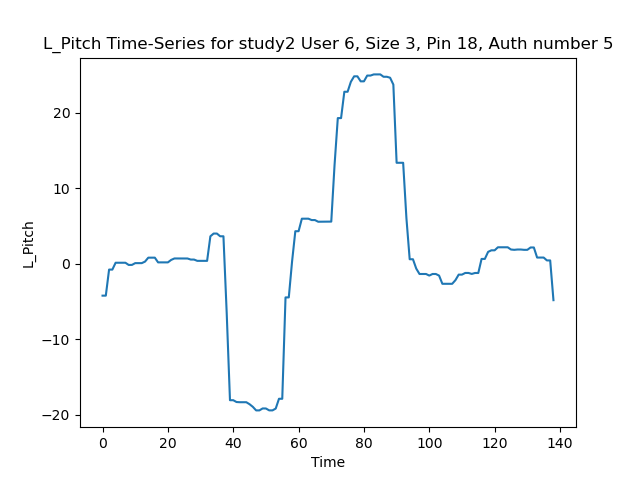 L_Pitch Time-Series for study2 User 6, Size 3, Pin 18, Auth number 5
20
10
0
−10
−20
L_Pitch
0 20 40 60 80 100 120 140
Time